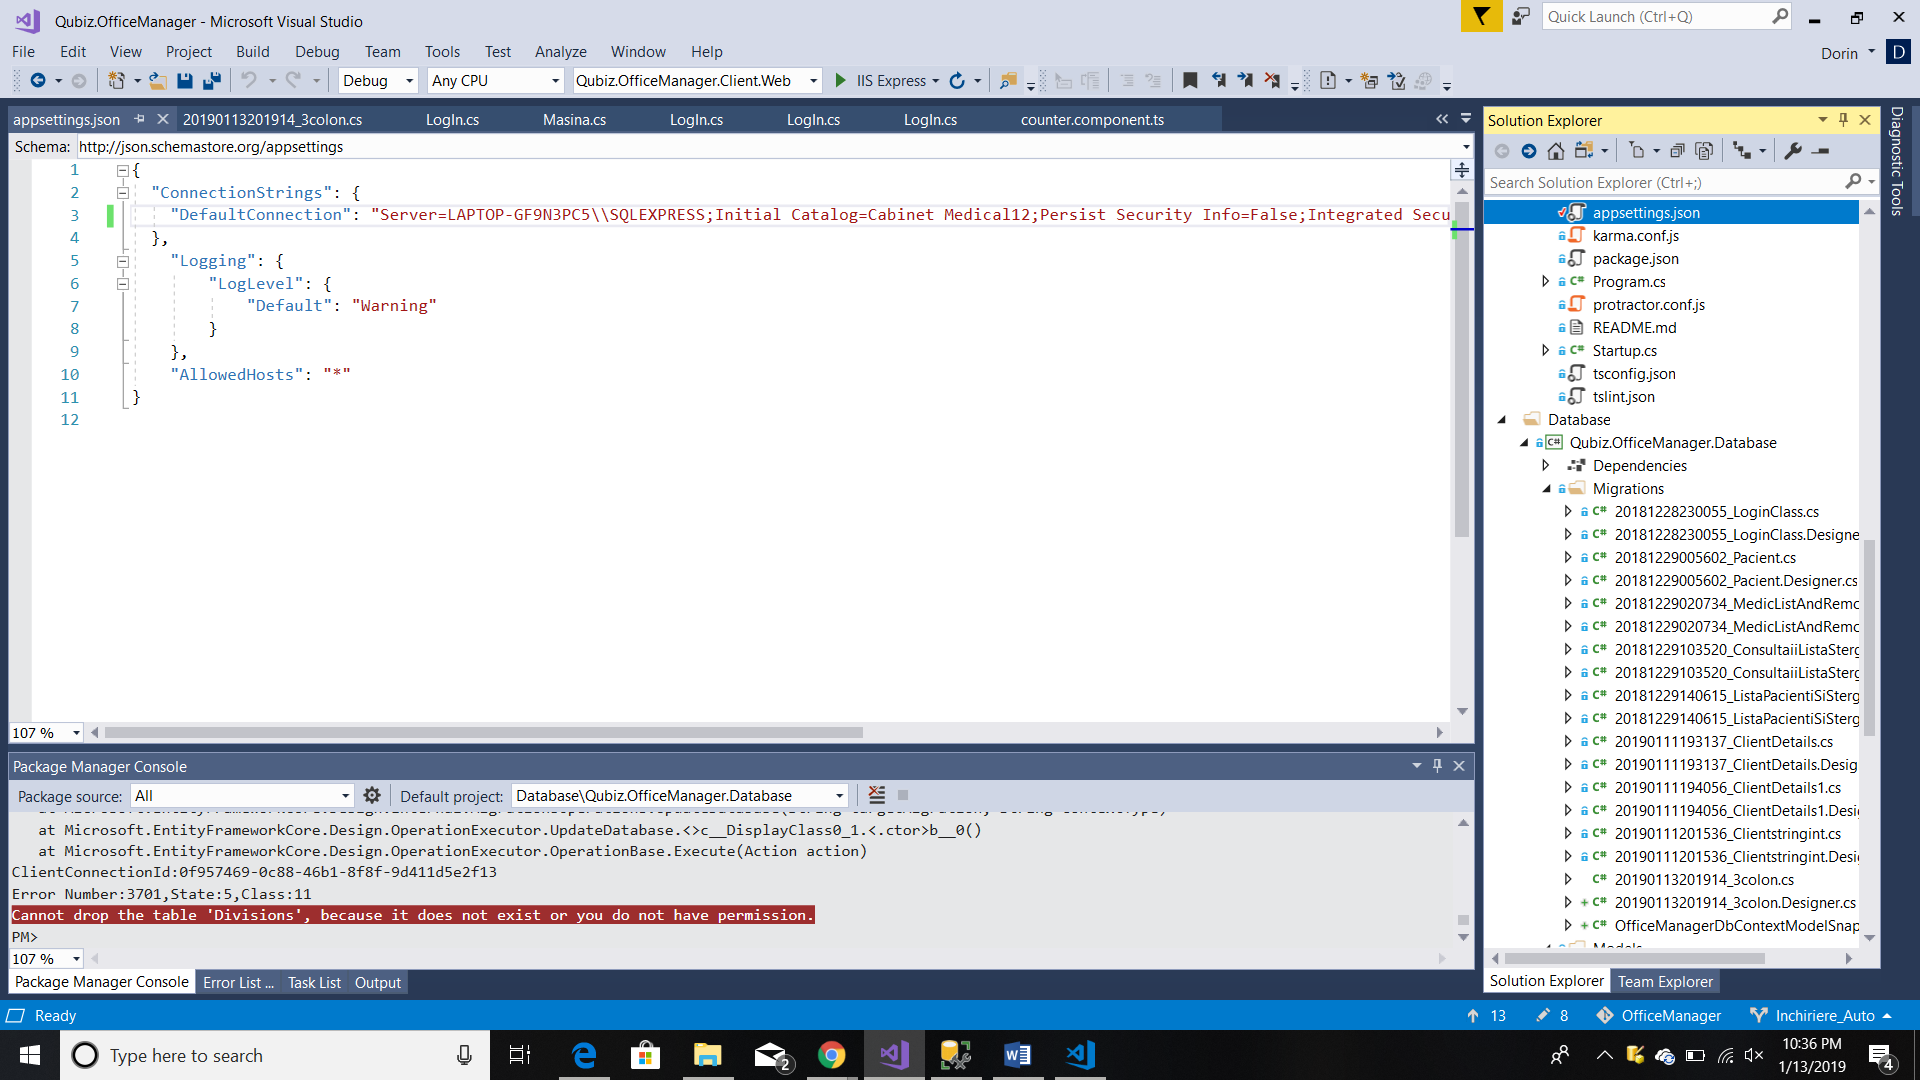 Qubiz.OfficeManager - Microsoft Visual Studio
Quick Launch (Ctrl+Q)
File Edit View Project Build Debug Team Tools Test Analyze Window Help
Dorin D
Debug Any CPU Qubiz.OfficeManager.Client.Web IIS Express
appsettings.json 20190113201914_3colon.cs LogIn.cs Masina.cs LogIn.cs LogIn.cs LogIn.cs counter.component.ts
Schema: http://json.schemastore.org/appsettings
1 {
2 "ConnectionStrings": {
3 "DefaultConnection": "Server=LAPTOP-GF9N3PC5\\SQLEXPRESS;Initial Catalog=Cabinet Medical12;Persist Security Info=False;Integrated Secu
4 },
5 "Logging": {
6 "LogLevel": {
7 "Default": "Warning"
8 }
9 },
10 "AllowedHosts": "*"
11 }
12
107 %
Package Manager Console
Package source: All Default project: Database\Qubiz.OfficeManager.Database
at Microsoft.EntityFrameworkCore.Design.OperationExecutor.UpdateDatabase.<>c__DisplayClass0_1.<.ctor>b__0()
at Microsoft.EntityFrameworkCore.Design.OperationExecutor.OperationBase.Execute(Action action)
ClientConnectionId:0f957469-0c88-46b1-8f8f-9d411d5e2f13
Error Number:3701,State:5,Class:11
Cannot drop the table 'Divisions', because it does not exist or you do not have permission.
PM>
107 %
Package Manager Console Error List ... Task List Output
Solution Explorer
Search Solution Explorer (Ctrl+;)
appsettings.json
karma.conf.js
package.json
C# Program.cs
protractor.conf.js
README.md
C# Startup.cs
tsconfig.json
tslint.json
Database
C# Qubiz.OfficeManager.Database
Dependencies
Migrations
C# 20181228230055_LoginClass.cs
C# 20181228230055_LoginClass.Designe
C# 20181229005602_Pacient.cs
C# 20181229005602_Pacient.Designer.cs
C# 20181229020734_MedicListAndRemo
C# 20181229020734_MedicListAndRemo
C# 20181229103520_ConsultaiiListaSterg
C# 20181229103520_ConsultaiiListaSterg
C# 20181229140615_ListaPacientiSiSterg
C# 20181229140615_ListaPacientiSiSterg
C# 20190111193137_ClientDetails.cs
C# 20190111193137_ClientDetails.Desig
C# 20190111194056_ClientDetails1.cs
C# 20190111194056_ClientDetails1.Desi
C# 20190111201536_Clientstringint.cs
C# 20190111201536_Clientstringint.Desi
C# 20190113201914_3colon.cs
+ C# 20190113201914_3colon.Designer.cs
+ C# OfficeManagerDbContextModelSnap
Solution Explorer Team Explorer
Diagnostic Tools
Ready
13 8 OfficeManager Inchiriere_Auto
Type here to search
2
10:36 PM
1/13/2019
4